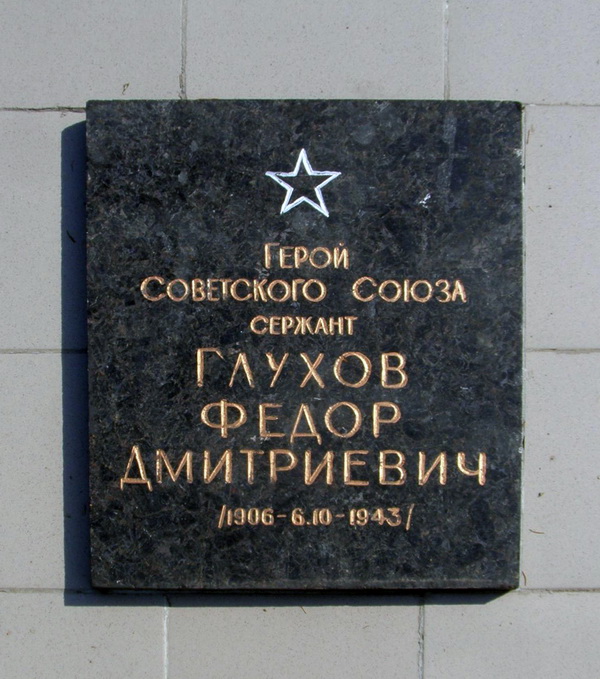 Герой
Советского Союза
сержант
ГЛУХОВ
ФЕДОР
ДМИТРИЕВИЧ
/1906-6.10-1943/